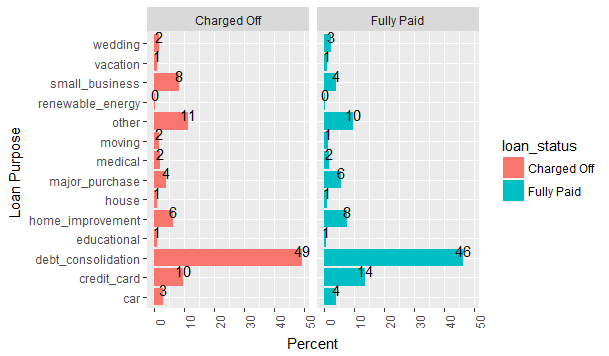 Charged Off Fully Paid
wedding 2 3
vacation 1 1
small_business 8 4
renewable_energy 0 0
other 11 10
moving 2 1
medical 2 2
major_purchase 4 6
house 1 1
home_improvement 6 8
educational 1 1
debt_consolidation 49 46
credit_card 10 14
car 3 4
0 10 20 30 40 50 0 10 20 30 40 50
Percent
Loan Purpose
loan_status
Charged Off
Fully Paid